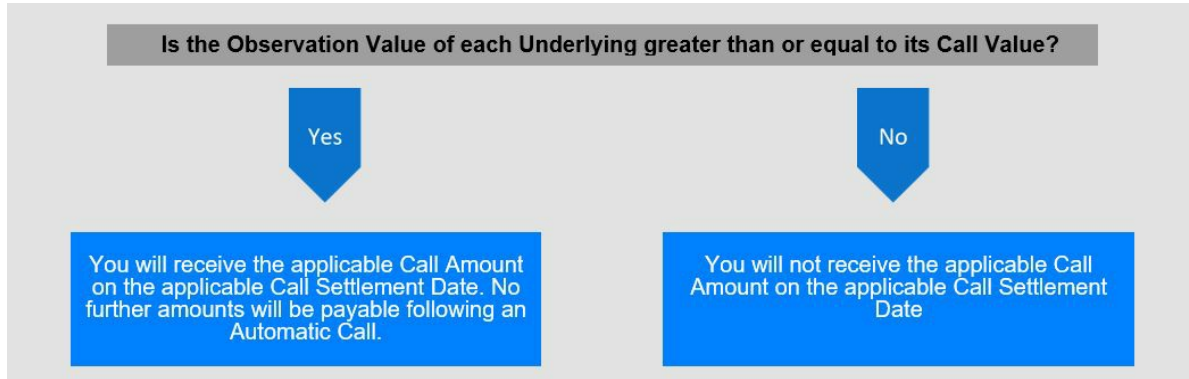 Is the Observation Value of each Underlying greater than or equal to its Call Value?
Yes
No
You will receive the applicable Call Amount
on the applicable Call Settlement Date. No
further amounts will be payable following an
Automatic Call.
You will not receive the applicable Call
Amount on the applicable Call Settlement
Date